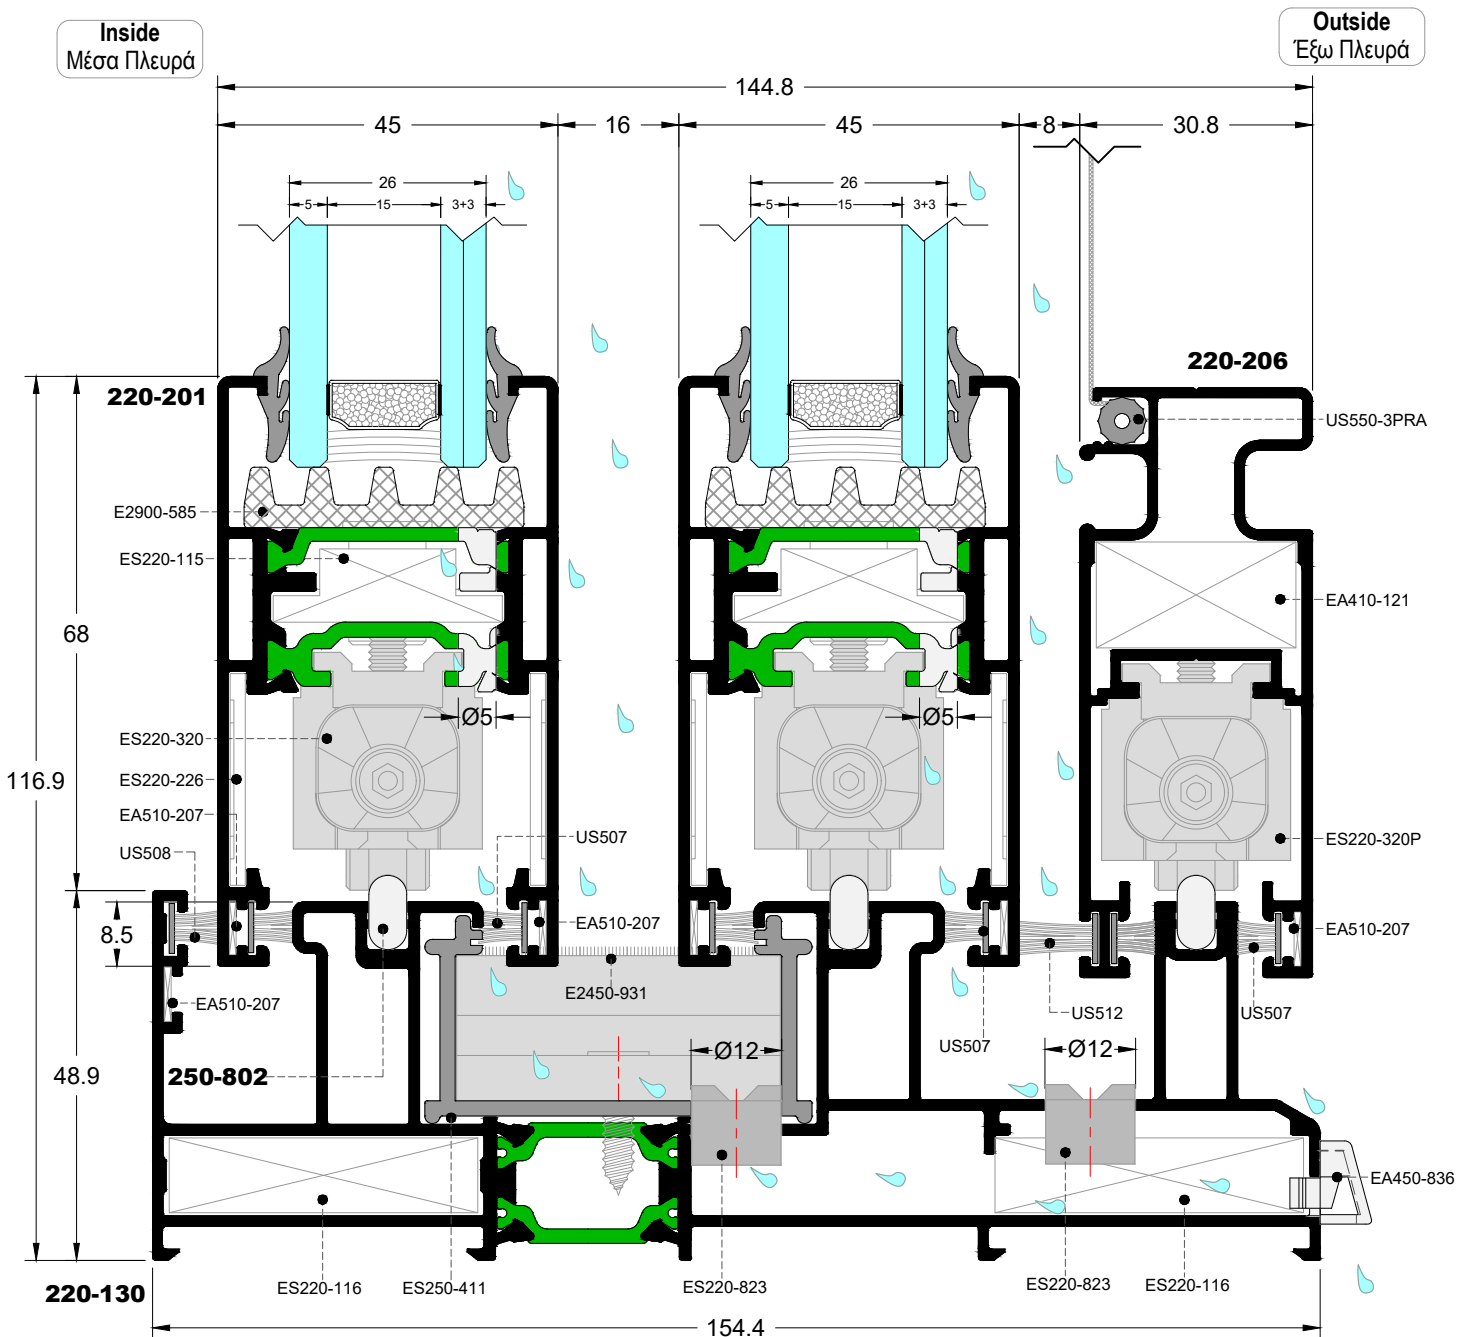 Inside
Μέσα Πλευρά
Outside
Έξω Πλευρά
144.8
45
16
45
8
30.8
26
26
5
15
3+3
5
15
3+3
220-201
220-206
US550-3PRA
E2900-585
ES220-115
EA410-121
68
Ø5
Ø5
ES220-320
116.9
ES220-226
EA510-207
US507
ES220-320P
US508
8.5
EA510-207
EA510-207
E2450-931
EA510-207
US512
US507
US507
Ø12
Ø12
48.9
250-802
EA450-836
220-130
ES220-116
ES250-411
ES220-823
ES220-823
ES220-116
154.4